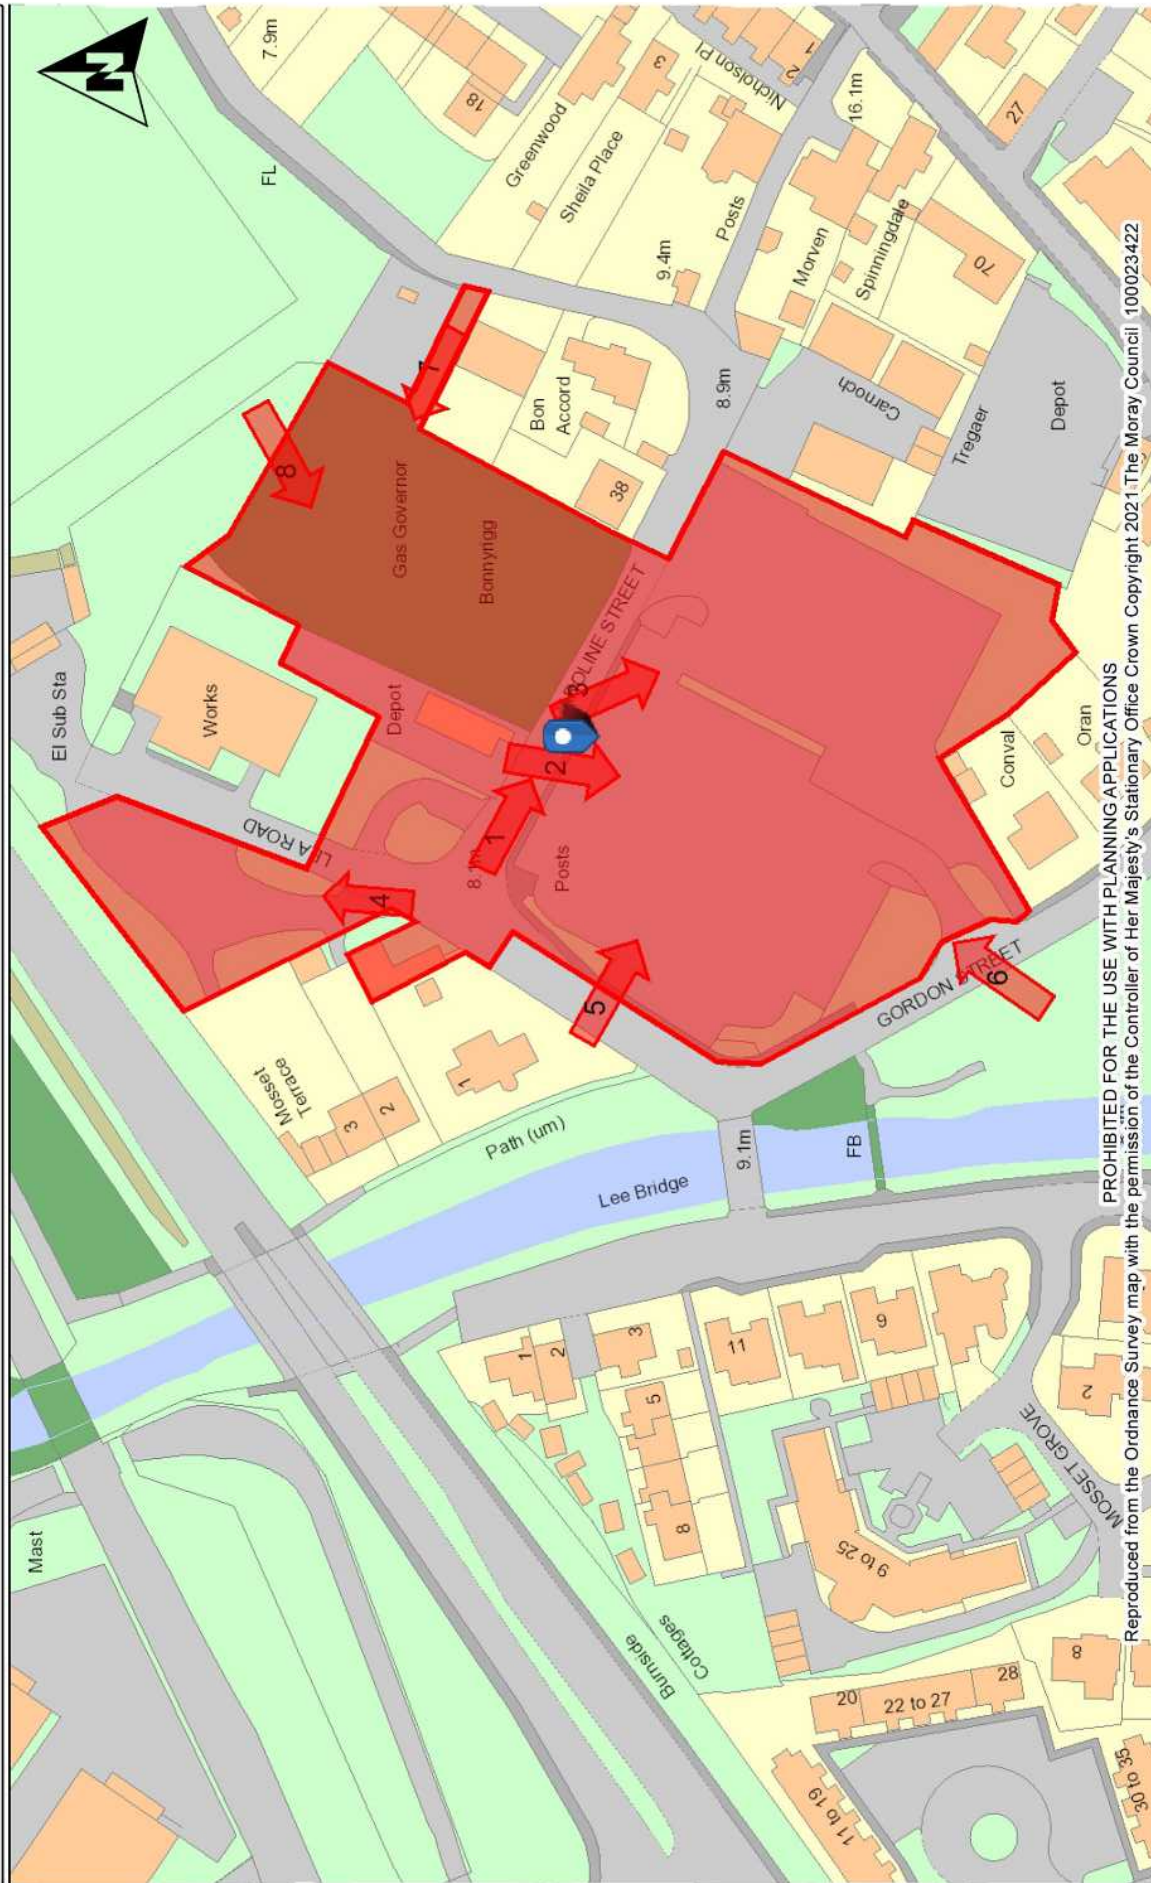 N
7.9m
FL
18
Greenwood
3
Sheila Place
Nicholson Pl
2
1
27
16.1m
Posts
9.4m
Morven
Spinningdale
70
8.9m
Carnoch
Tregaer
Depot
Bon
Accord
38
7
8
Gas Governor
Bonnyrigg
El Sub Sta
Works
Depot
OLINE STREET
3
2
1
Posts
4
5
6
GORDON STREET
Conval
Oran
Mosset
Terrace
3
2
1
Path (um)
Lee Bridge
9.1m
FB
Mast
1
2
3
5
8
11
9
2
9 to 25
MOSSET GROVE
Burnside
Cottages
20
22 to 27
28
8
11 to 19
30 to 35
PROHIBITED FOR THE USE WITH PLANNING APPLICATIONS
Reproduced from the Ordnance Survey map with the permission of the Controller of Her Majesty's Stationary Office Crown Copyright 2021 The Moray Council 100023422